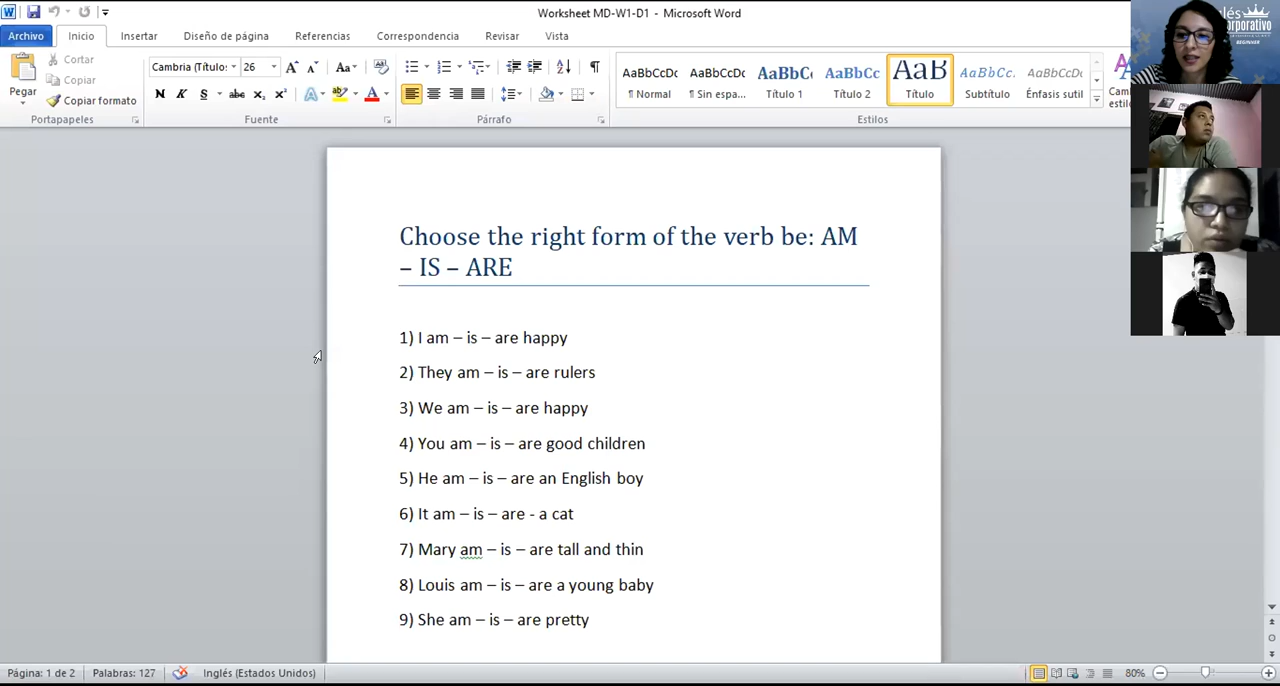 Worksheet MD-W1-D1 - Microsoft Word
Archivo Inicio Insertar Diseño de página Referencias Correspondencia Revisar Vista
Pegar
Cortar
Copiar
Copiar formato
Portapapeles
Cambria (Título: 26
N K S abc x₂ x²
Fuente
Párrafo
AaBbCcDc AaBbCcDc AaBbC AaBbCc AaB AaBbCc. AaBbCcDc
¶ Normal ¶ Sin espa... Título 1 Título 2 Título Subtítulo Énfasis sutil
Estilos
BEGINNER
Choose the right form of the verb be: AM
– IS – ARE
1) I am – is – are happy
2) They am – is – are rulers
3) We am – is – are happy
4) You am – is – are good children
5) He am – is – are an English boy
6) It am – is – are - a cat
7) Mary am – is – are tall and thin
8) Louis am – is – are a young baby
9) She am – is – are pretty
Página: 1 de 2 Palabras: 127 Inglés (Estados Unidos) 80%